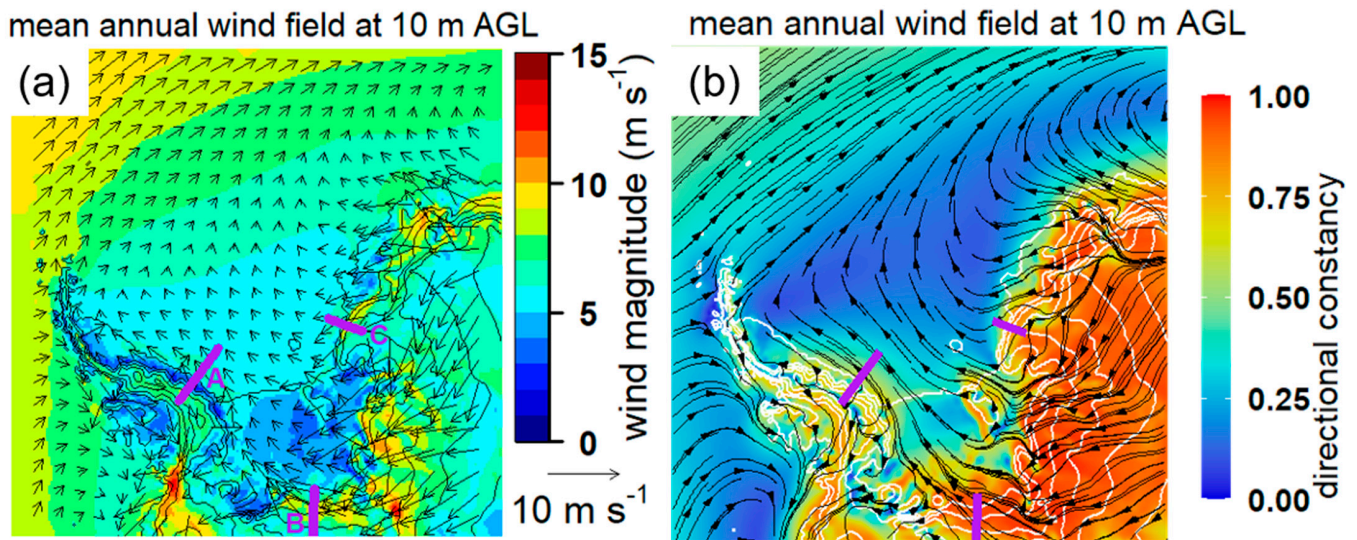 mean annual wind field at 10 m AGL
(a)
A
B
C
15
10
5
0
wind magnitude (m s-1)
10 m s-1
mean annual wind field at 10 m AGL
(b)
1.00
0.75
0.50
0.25
0.00
directional constancy